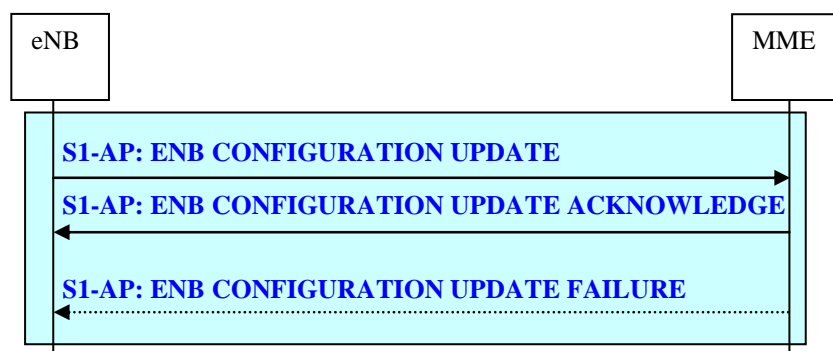 eNB
MME
S1-AP: ENB CONFIGURATION UPDATE
S1-AP: ENB CONFIGURATION UPDATE ACKNOWLEDGE
S1-AP: ENB CONFIGURATION UPDATE FAILURE